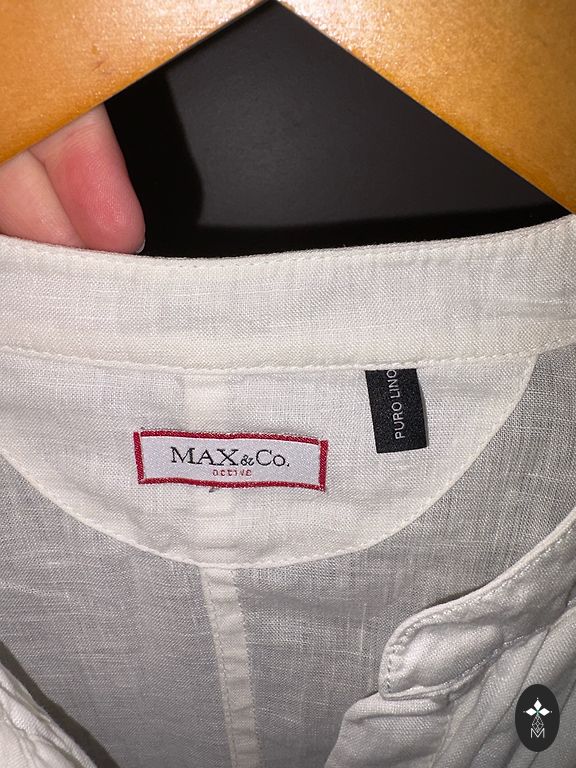 PURO LINO
MAX&Co.
active
M